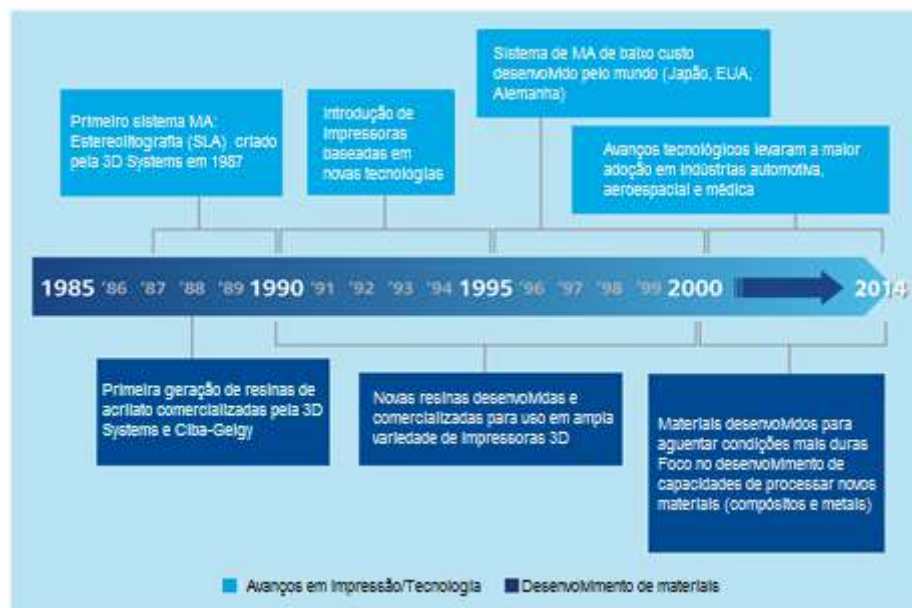 Sistema de MA de baixo custo
desenvolvido pelo mundo (Japão, EUA,
Alemanha)
Primeiro sistema MA:
Estereolitografia (SLA) criado
pela 3D Systems em 1987
Introdução de
impressoras
baseadas em
novas tecnologias
Avanços tecnológicos levaram a maior
adoção em indústrias automotiva,
aeroespacial e médica
1985 '86 '87 '88 '89 1990 '91 '92 '93 '94 1995 '96 '97 '98 '99 2000 2014
Primeira geração de resinas de
acrilato comercializadas pela 3D
Systems e Ciba-Geigy
Novas resinas desenvolvidas e
comercializadas para uso em ampla
variedade de impressoras 3D
Materiais desenvolvidos para
aguentar condições mais duras
Foco no desenvolvimento de
capacidades de processar novos
materiais (compósitos e metais)
Avanços em Impressão/Tecnologia
Desenvolvimento de materiais